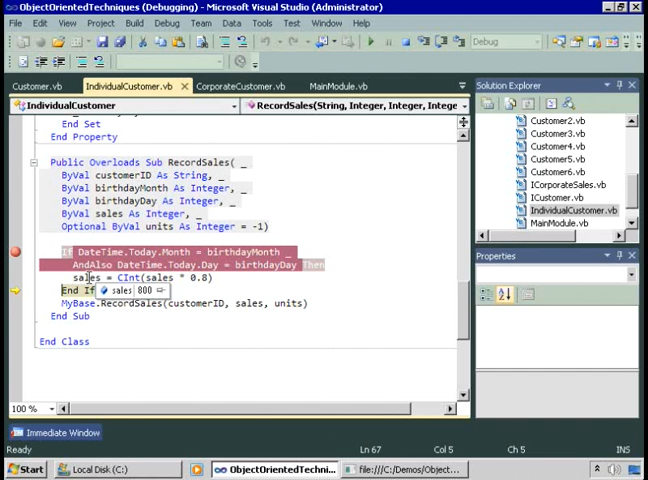 ObjectOrientedTechniques (Debugging) - Microsoft Visual Studio (Administrator)
File Edit View Project Build Debug Team Data Tools Test Window Help
Debug
Customer.vb IndividualCustomer.vb CorporateCustomer.vb MainModule.vb
IndividualCustomer RecordSales(String, Integer, Integer, Intege
End Set
End Property
Public Overloads Sub RecordSales( _
ByVal customerID As String, _
ByVal birthdayMonth As Integer, _
ByVal birthdayDay As Integer, _
ByVal sales As Integer, _
Optional ByVal units As Integer = -1)
If DateTime.Today.Month = birthdayMonth _
AndAlso DateTime.Today.Day = birthdayDay Then
sales = CInt(sales * 0.8)
End If
sales 800
MyBase.RecordSales(customerID, sales, units)
End Sub
End Class
100 %
Solution Explorer
Customer2.vb
Customer3.vb
Customer4.vb
Customer5.vb
Customer6.vb
ICorporateSales.vb
ICustomer.vb
IndividualCustomer.vb
MainModule.vb
Properties
Immediate Window
Ready Ln 67 Col 5 Ch 5 INS
Start Local Disk (C:) ObjectOrientedTechni... file:///C:/Demos/Object...